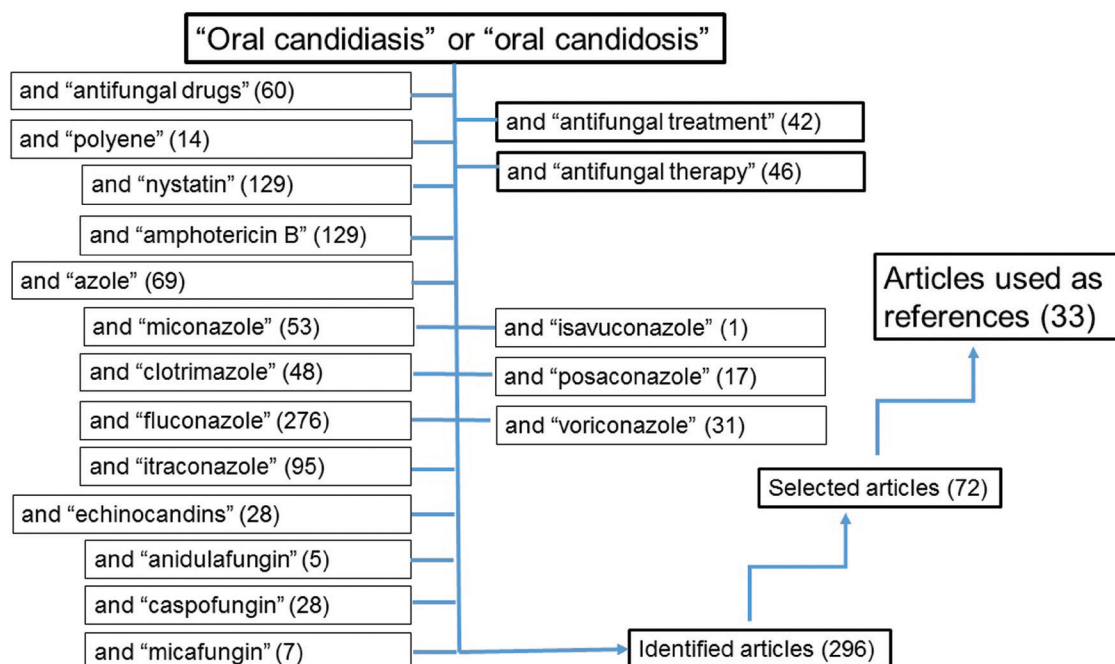 “Oral candidiasis” or “oral candidosis”
and “antifungal drugs” (60)
and “polyene” (14)
and “nystatin” (129)
and “amphotericin B” (129)
and “azole” (69)
and “miconazole” (53)
and “clotrimazole” (48)
and “fluconazole” (276)
and “itraconazole” (95)
and “echinocandins” (28)
and “anidulafungin” (5)
and “caspofungin” (28)
and “micafungin” (7)
and “antifungal treatment” (42)
and “antifungal therapy” (46)
and “isavuconazole” (1)
and “posaconazole” (17)
and “voriconazole” (31)
Identified articles (296)
Selected articles (72)
Articles used as
references (33)